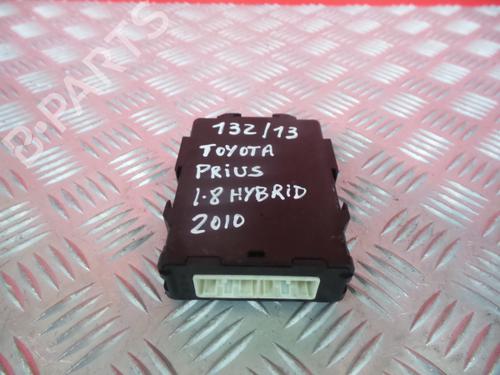 B-PARTS
132/13
TOYOTA
PRiUS
1.8 HYBRID
2010